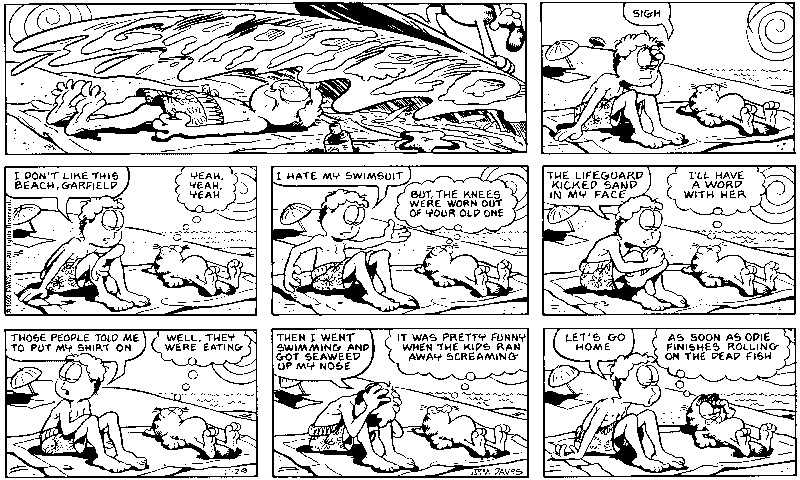 SIGH
I DON'T LIKE THIS
BEACH, GARFIELD
YEAH,
YEAH,
YEAH
I HATE MY SWIMSUIT
BUT, THE KNEES
WERE WORN OUT
OF YOUR OLD ONE
THE LIFEGUARD
KICKED SAND
IN MY FACE
I'LL HAVE
A WORD
WITH HER
THOSE PEOPLE TOLD ME
TO PUT MY SHIRT ON
WELL, THEY
WERE EATING
THEN I WENT
SWIMMING AND
GOT SEAWEED
UP MY NOSE
IT WAS PRETTY FUNNY
WHEN THE KIDS RAN
AWAY SCREAMING
JIM DAVIS
LET'S GO
HOME
AS SOON AS ODIE
FINISHES ROLLING
ON THE DEAD FISH